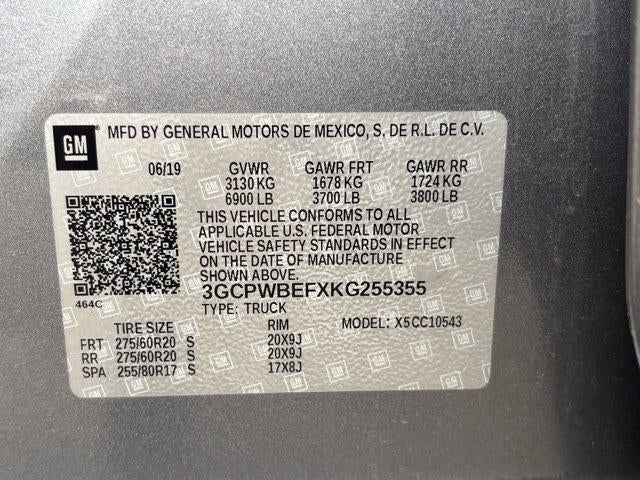 GM MFD BY GENERAL MOTORS DE MEXICO, S. DE R.L. DE C.V.
06/19 GVWR GAWR FRT GAWR RR
3130 KG 1678 KG 1724 KG
6900 LB 3700 LB 3800 LB
THIS VEHICLE CONFORMS TO ALL
APPLICABLE U.S. FEDERAL MOTOR
VEHICLE SAFETY STANDARDS IN EFFECT
ON THE DATE OF MANUFACTURE
SHOWN ABOVE.
464C
3GCPWBEFXKG255355
TYPE: TRUCK MODEL: X5CC10543
TIRE SIZE RIM
FRT 275/60R20 S 20X9J
RR 275/60R20 S 20X9J
SPA 255/80R17 S 17X8J